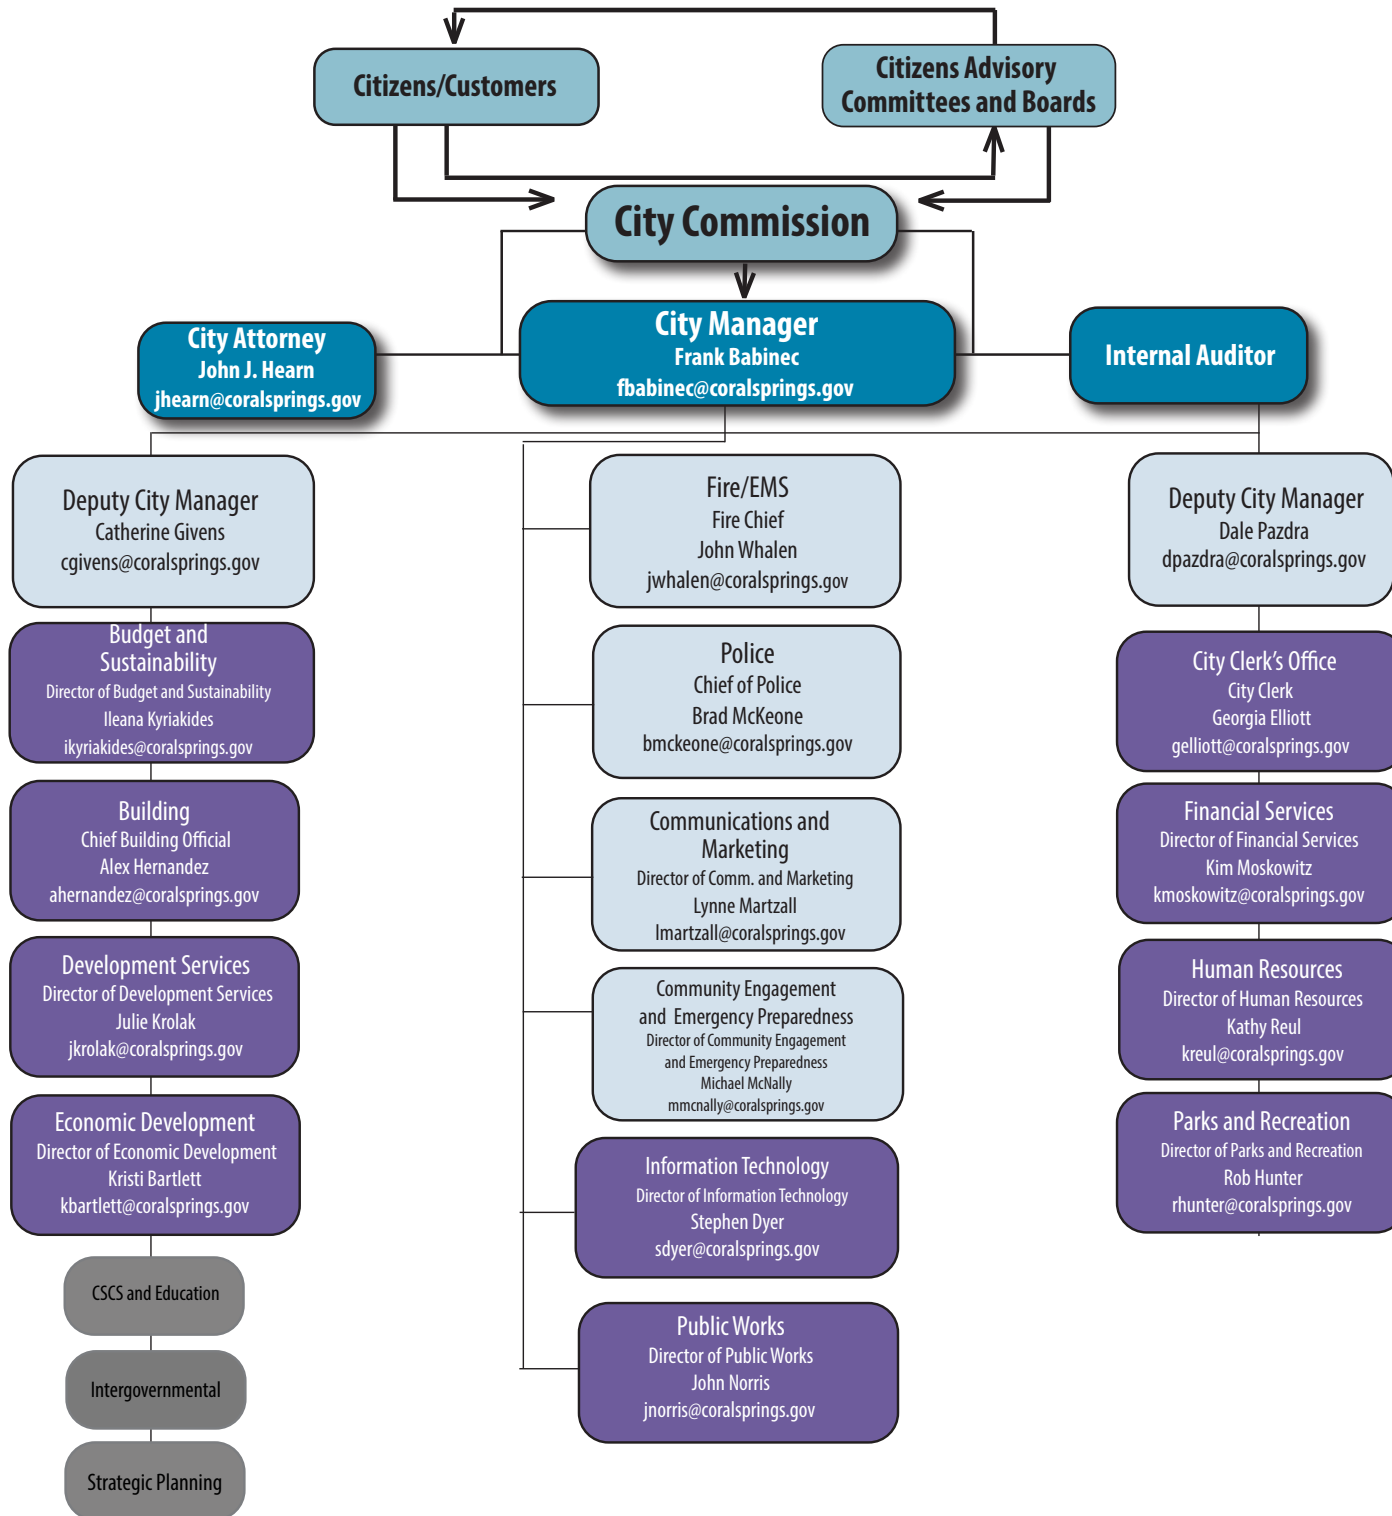 Citizens/Customers
Citizens Advisory
Committees and Boards
City Commission
City Attorney
John J. Hearn
jhearn@coralsprings.gov
City Manager
Frank Babinec
fbabinec@coralsprings.gov
Internal Auditor
Deputy City Manager
Catherine Givens
cgivens@coralsprings.gov
Budget and
Sustainability
Director of Budget and Sustainability
Ileana Kyriakides
ikyriakides@coralsprings.gov
Building
Chief Building Official
Alex Hernandez
ahernandez@coralsprings.gov
Development Services
Director of Development Services
Julie Krolak
jkrolak@coralsprings.gov
Economic Development
Director of Economic Development
Kristi Bartlett
kbartlett@coralsprings.gov
CSCS and Education
Intergovernmental
Strategic Planning
Fire/EMS
Fire Chief
John Whalen
jwhalen@coralsprings.gov
Police
Chief of Police
Brad McKeone
bmckeone@coralsprings.gov
Communications and
Marketing
Director of Comm. and Marketing
Lynne Martzall
lmartzall@coralsprings.gov
Community Engagement
and Emergency Preparedness
Director of Community Engagement
and Emergency Preparedness
Michael McNally
mmcnally@coralsprings.gov
Information Technology
Director of Information Technology
Stephen Dyer
sdyer@coralsprings.gov
Public Works
Director of Public Works
John Norris
jnorris@coralsprings.gov
Deputy City Manager
Dale Pazdra
dpazdra@coralsprings.gov
City Clerk's Office
City Clerk
Georgia Elliott
gelliott@coralsprings.gov
Financial Services
Director of Financial Services
Kim Moskowitz
kmoskowitz@coralsprings.gov
Human Resources
Director of Human Resources
Kathy Reul
kreul@coralsprings.gov
Parks and Recreation
Director of Parks and Recreation
Rob Hunter
rhunter@coralsprings.gov